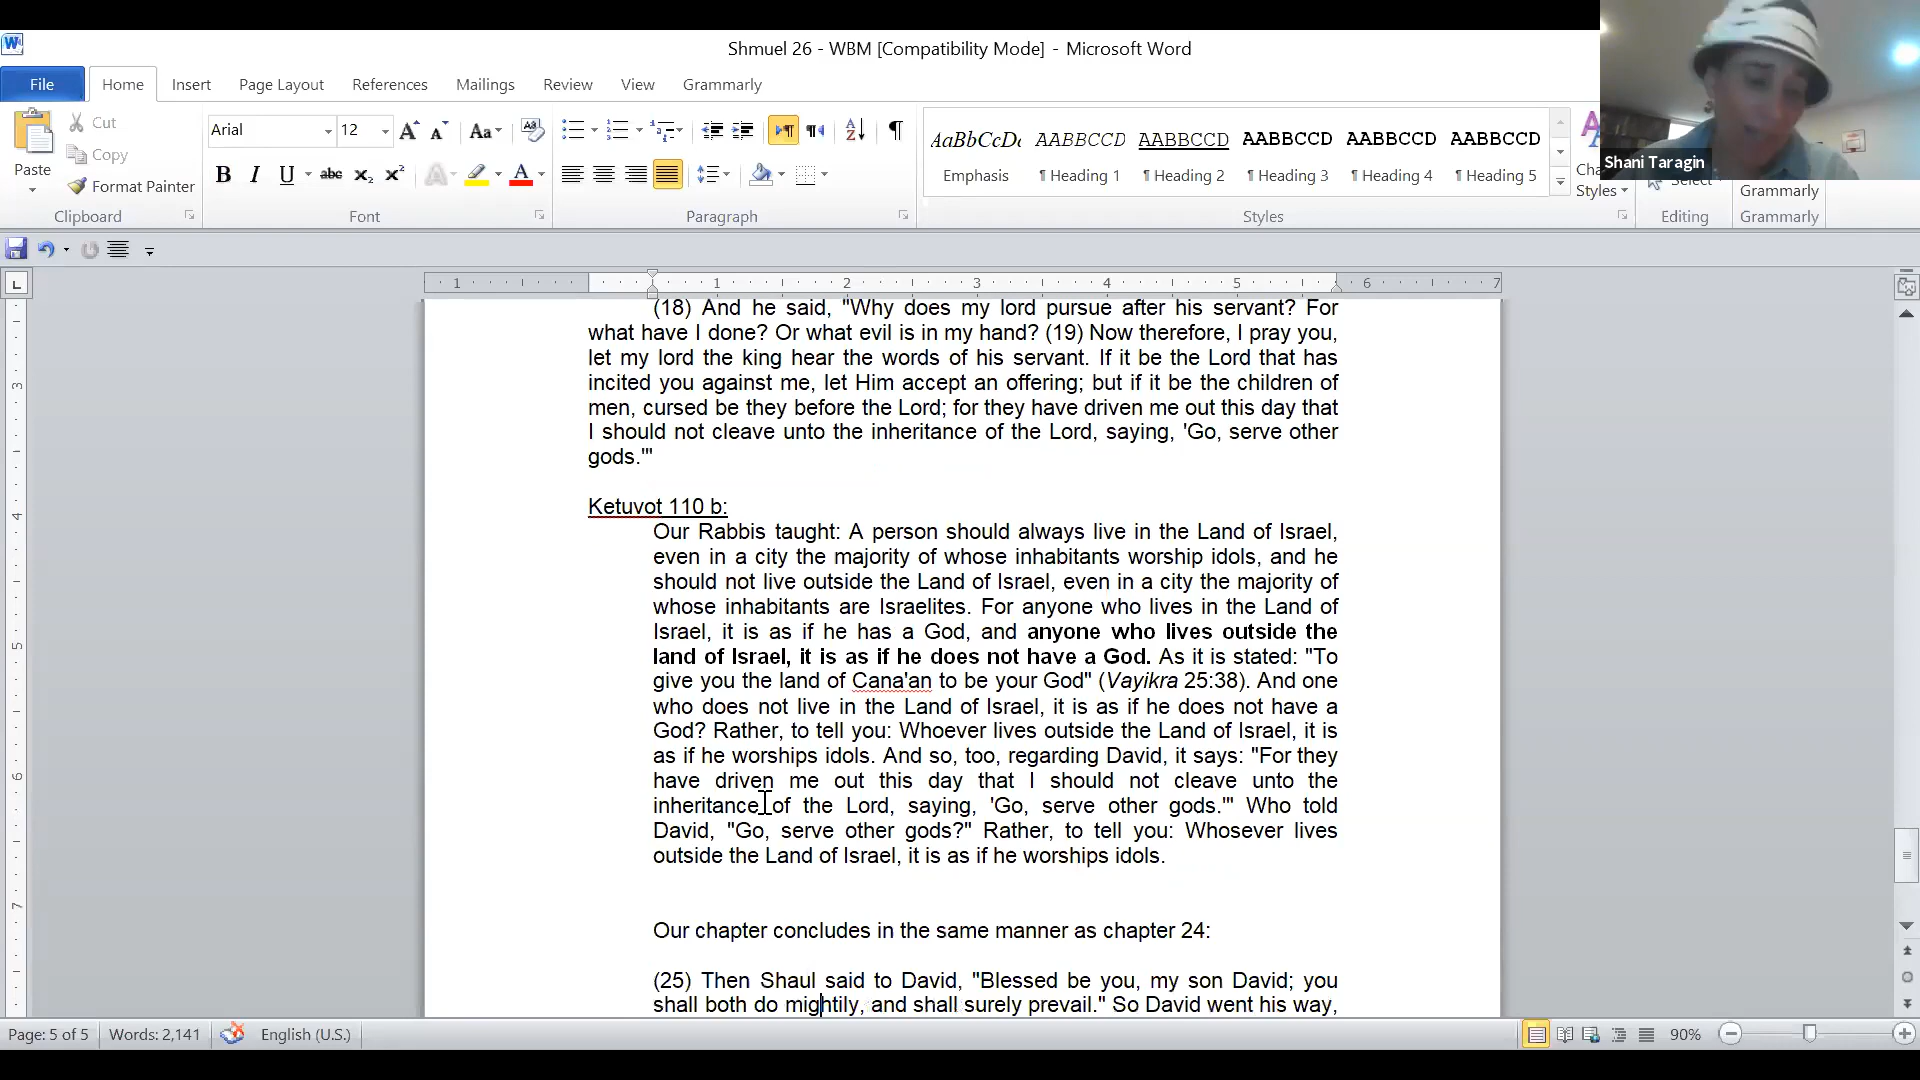 Shmuel 26 - WBM [Compatibility Mode] - Microsoft Word
File Home Insert Page Layout References Mailings Review View Grammarly
Cut
Copy
Format Painter
Paste
Clipboard
Arial 12
Font
Paragraph
AaBbCcDc AABBCCD AABBCCD AABBCCD AABBCCD AABBCCD
Emphasis ¶ Heading 1 ¶ Heading 2 ¶ Heading 3 ¶ Heading 4 ¶ Heading 5
Styles
Styles
Shani Taragin
Select
Editing
Grammarly
Grammarly
1 1 2 3 4 5 6 7
(18) And he said, "Why does my lord pursue after his servant? For
what have I done? Or what evil is in my hand? (19) Now therefore, I pray you,
let my lord the king hear the words of his servant. If it be the Lord that has
incited you against me, let Him accept an offering; but if it be the children of
men, cursed be they before the Lord; for they have driven me out this day that
I should not cleave unto the inheritance of the Lord, saying, 'Go, serve other
gods.'"
Ketuvot 110 b:
Our Rabbis taught: A person should always live in the Land of Israel,
even in a city the majority of whose inhabitants worship idols, and he
should not live outside the Land of Israel, even in a city the majority of
whose inhabitants are Israelites. For anyone who lives in the Land of
Israel, it is as if he has a God, and anyone who lives outside the
land of Israel, it is as if he does not have a God. As it is stated: "To
give you the land of Cana'an to be your God" (Vayikra 25:38). And one
who does not live in the Land of Israel, it is as if he does not have a
God? Rather, to tell you: Whoever lives outside the Land of Israel, it is
as if he worships idols. And so, too, regarding David, it says: "For they
have driven me out this day that I should not cleave unto the
inheritance of the Lord, saying, 'Go, serve other gods.'" Who told
David, "Go, serve other gods?" Rather, to tell you: Whosever lives
outside the Land of Israel, it is as if he worships idols.
Our chapter concludes in the same manner as chapter 24:
(25) Then Shaul said to David, "Blessed be you, my son David; you
shall both do mightily, and shall surely prevail." So David went his way,
3
4
5
6
7
Page: 5 of 5 Words: 2,141 English (U.S.) 90%